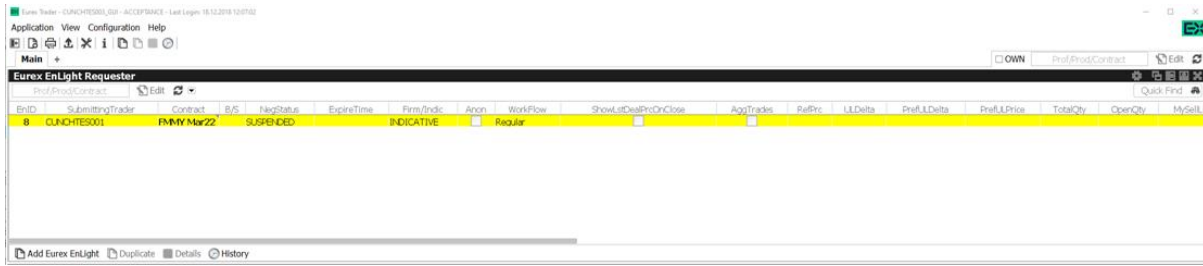 Eurex Trader - CUNCHTES001_GUI - ACCEPTANCE - Last Login: 18.12.2018 12:07:02
Application View Configuration Help
Main +
OWN Prof/Prod/Contract Edit
Eurex EnLight Requester
Prof/Prod/Contract Edit Quick Find
EnID SubmittingTrader Contract B/S NegStatus ExpireTime Firm/Indic Anon WorkFlow ShowLstDealPrcOnClose AggTrades RefPrc ULDelta PrefULDelta PrefULPrice TotalQty OpenQty MySellL
8 CUNCHTES001 FMMY Mar22 SUSPENDED INDICATIVE Regular
Add Eurex EnLight Duplicate Details History